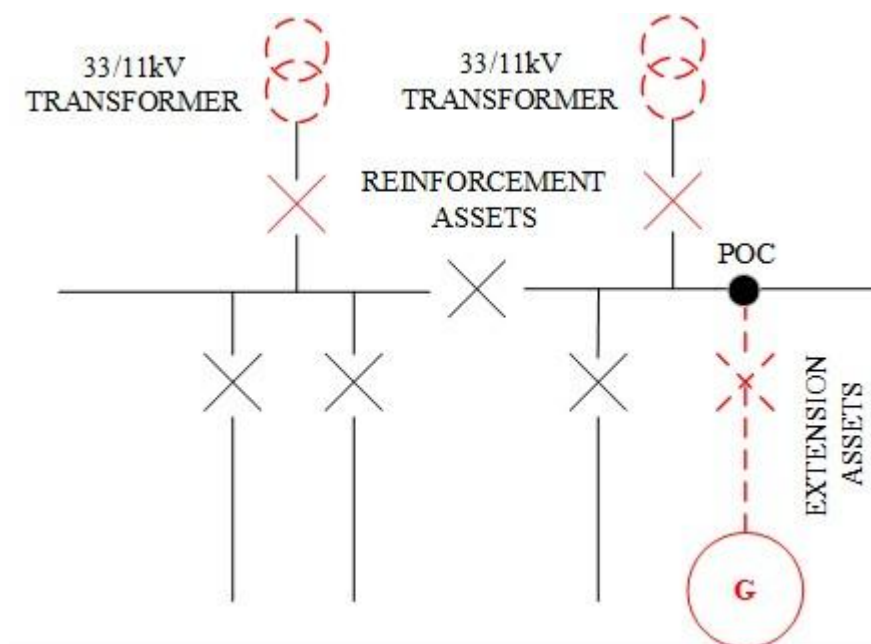 33/11kV
TRANSFORMER
33/11kV
TRANSFORMER
REINFORCEMENT
ASSETS
POC
EXTENSION
ASSETS
G